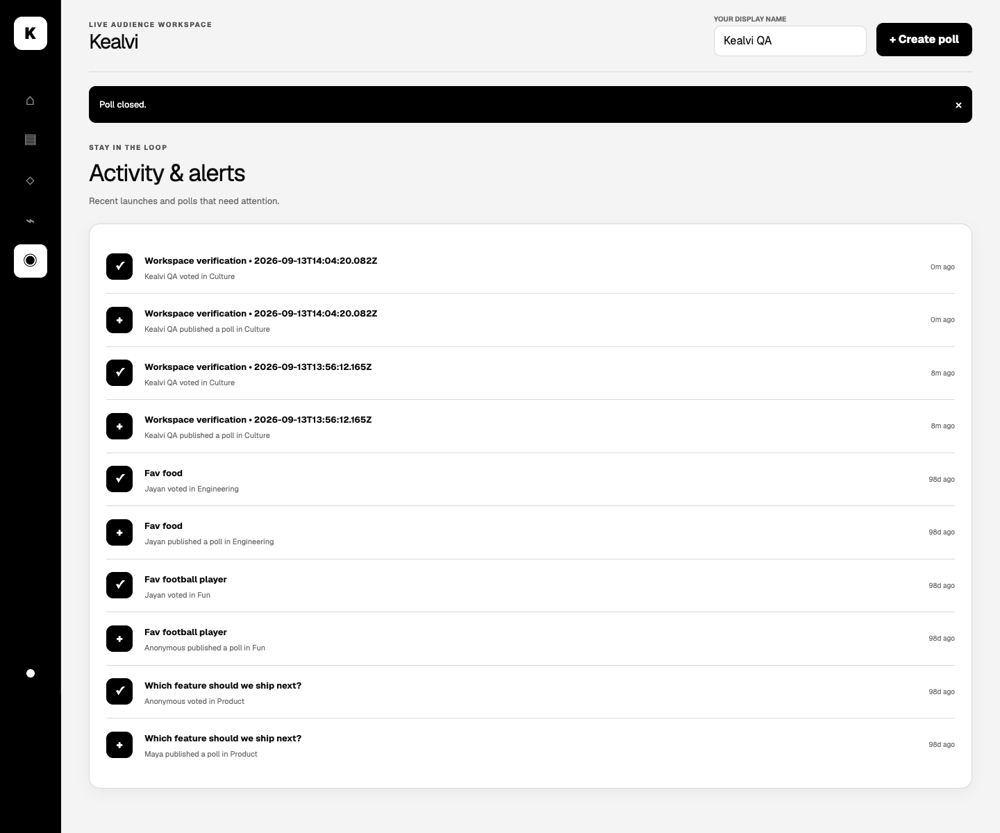 K
LIVE AUDIENCE WORKSPACE
Kealvi
YOUR DISPLAY NAME
Kealvi QA
+ Create poll
Poll closed.
×
STAY IN THE LOOP
Activity & alerts
Recent launches and polls that need attention.
✓
Workspace verification • 2026-09-13T14:04:20.082Z
Kealvi QA voted in Culture
0m ago
+
Workspace verification • 2026-09-13T14:04:20.082Z
Kealvi QA published a poll in Culture
0m ago
✓
Workspace verification • 2026-09-13T13:56:12.165Z
Kealvi QA voted in Culture
8m ago
+
Workspace verification • 2026-09-13T13:56:12.165Z
Kealvi QA published a poll in Culture
8m ago
✓
Fav food
Jayan voted in Engineering
98d ago
+
Fav food
Jayan published a poll in Engineering
98d ago
✓
Fav football player
Jayan voted in Fun
98d ago
+
Fav football player
Anonymous published a poll in Fun
98d ago
✓
Which feature should we ship next?
Anonymous voted in Product
98d ago
+
Which feature should we ship next?
Maya published a poll in Product
98d ago